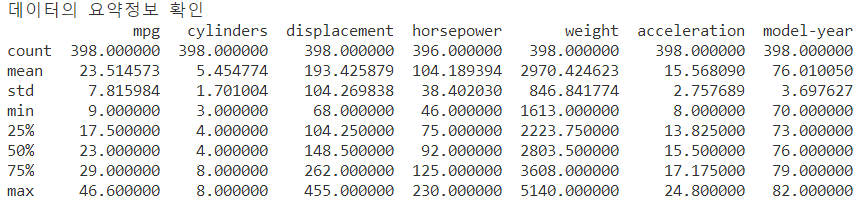 데이터의 요약정보 확인
mpg cylinders displacement horsepower weight acceleration model-year
count 398.000000 398.000000 398.000000 396.000000 398.000000 398.000000 398.000000
mean 23.514573 5.454774 193.425879 104.189394 2970.424623 15.568090 76.010050
std 7.815984 1.701004 104.269838 38.402030 846.841774 2.757689 3.697627
min 9.000000 3.000000 68.000000 46.000000 1613.000000 8.000000 70.000000
25% 17.500000 4.000000 104.250000 75.000000 2223.750000 13.825000 73.000000
50% 23.000000 4.000000 148.500000 92.000000 2803.500000 15.500000 76.000000
75% 29.000000 8.000000 262.000000 125.000000 3608.000000 17.175000 79.000000
max 46.600000 8.000000 455.000000 230.000000 5140.000000 24.800000 82.000000